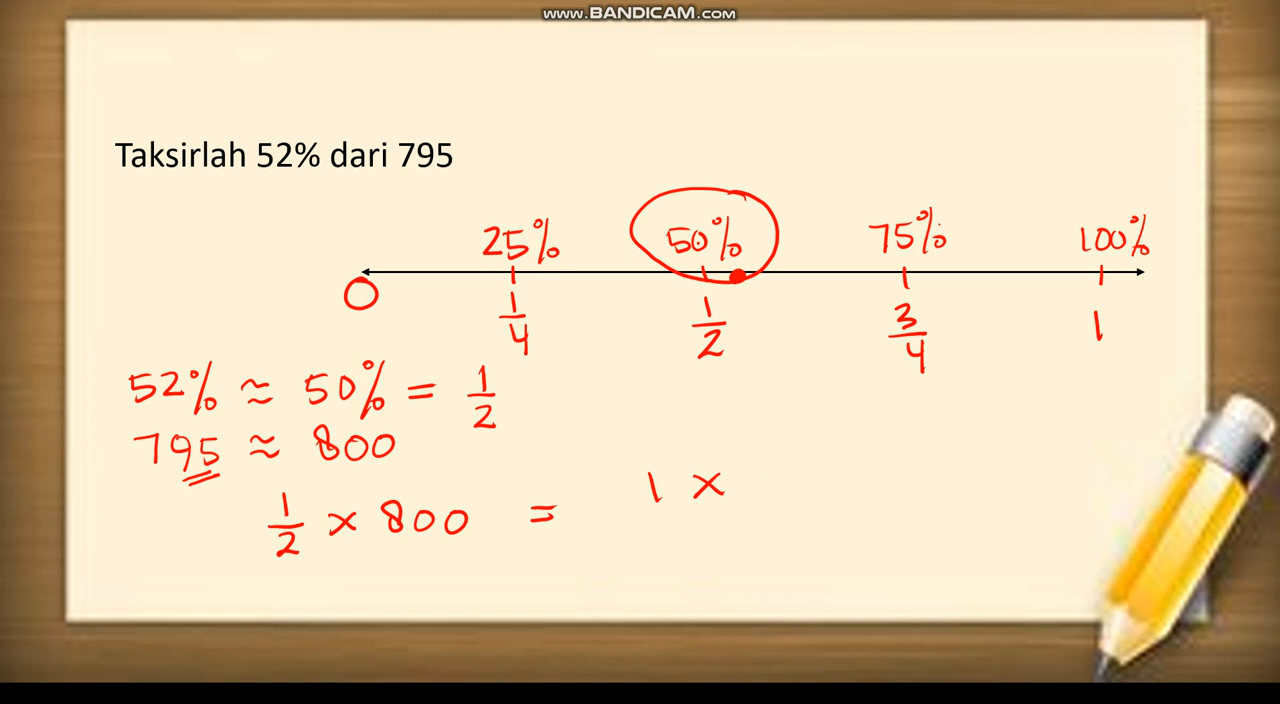 www.BANDICAM.com
Taksirlah 52% dari 795
25% 50% 75% 100%
0 1/4 1/2 3/4 1
52% ≈ 50% = 1/2
795 ≈ 800
1/2 × 800 = 1 ×